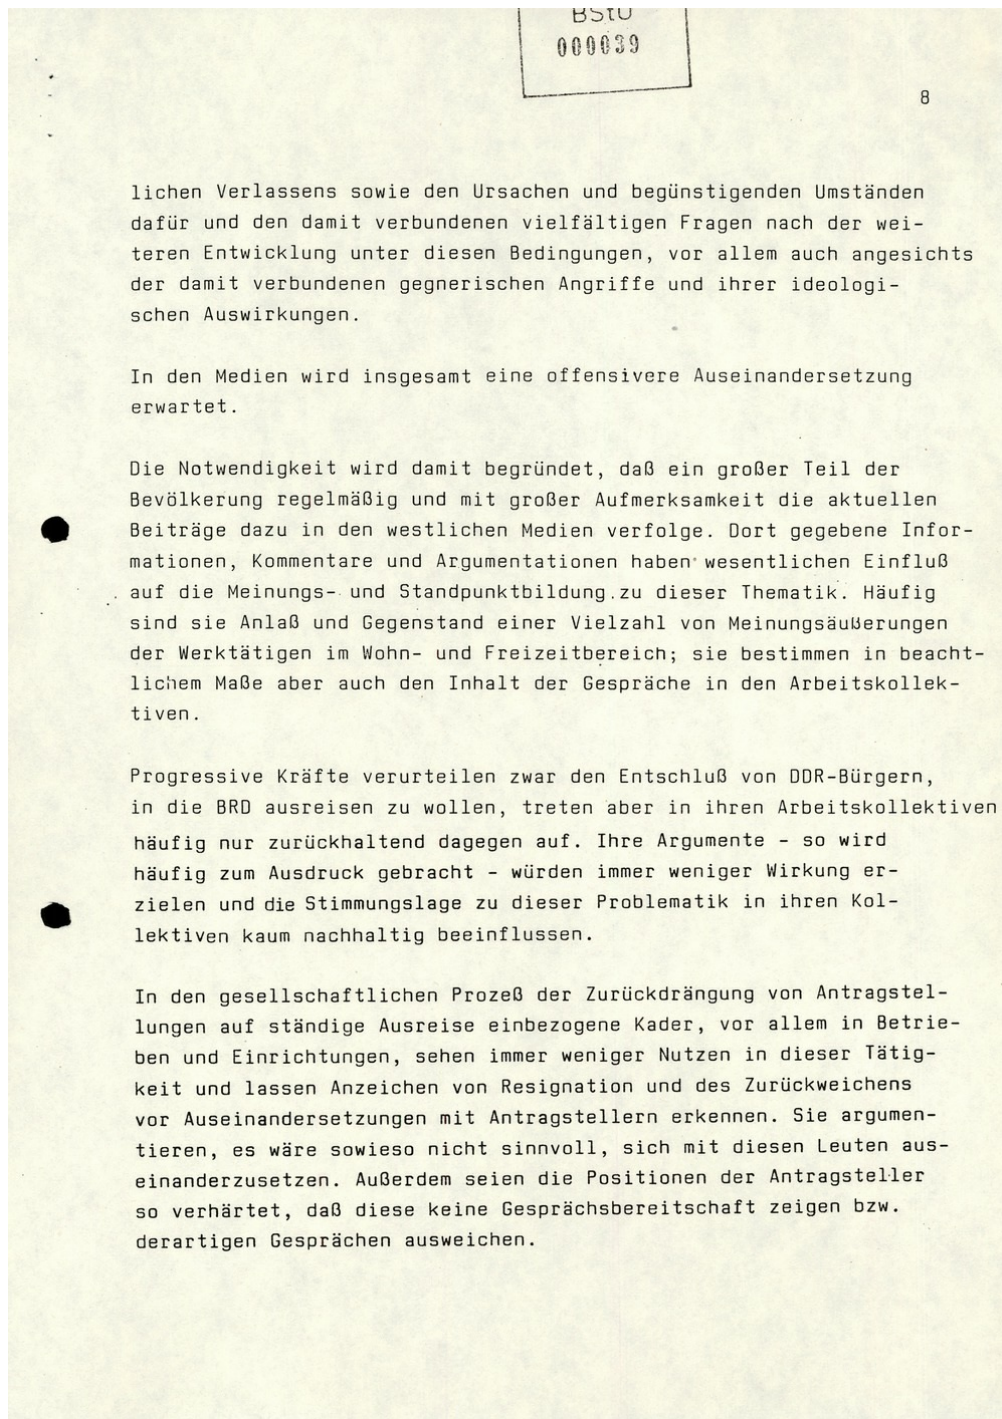 BStU
000039
8
lichen Verlassens sowie den Ursachen und begünstigenden Umständen
dafür und den damit verbundenen vielfältigen Fragen nach der wei-
teren Entwicklung unter diesen Bedingungen, vor allem auch angesichts
der damit verbundenen gegnerischen Angriffe und ihrer ideologi-
schen Auswirkungen.
In den Medien wird insgesamt eine offensivere Auseinandersetzung
erwartet.
Die Notwendigkeit wird damit begründet, daß ein großer Teil der
Bevölkerung regelmäßig und mit großer Aufmerksamkeit die aktuellen
Beiträge dazu in den westlichen Medien verfolge. Dort gegebene Infor-
mationen, Kommentare und Argumentationen haben wesentlichen Einfluß
auf die Meinungs- und Standpunktbildung zu dieser Thematik. Häufig
sind sie Anlaß und Gegenstand einer Vielzahl von Meinungsäußerungen
der Werktätigen im Wohn- und Freizeitbereich; sie bestimmen in beacht-
lichem Maße aber auch den Inhalt der Gespräche in den Arbeitskollek-
tiven.
Progressive Kräfte verurteilen zwar den Entschluß von DDR-Bürgern,
in die BRD ausreisen zu wollen, treten aber in ihren Arbeitskollektiven
häufig nur zurückhaltend dagegen auf. Ihre Argumente - so wird
häufig zum Ausdruck gebracht - würden immer weniger Wirkung er-
zielen und die Stimmungslage zu dieser Problematik in ihren Kol-
lektiven kaum nachhaltig beeinflussen.
In den gesellschaftlichen Prozeß der Zurückdrängung von Antragstel-
lungen auf ständige Ausreise einbezogene Kader, vor allem in Betrie-
ben und Einrichtungen, sehen immer weniger Nutzen in dieser Tätig-
keit und lassen Anzeichen von Resignation und des Zurückweichens
vor Auseinandersetzungen mit Antragstellern erkennen. Sie argumen-
tieren, es wäre sowieso nicht sinnvoll, sich mit diesen Leuten aus-
einanderzusetzen. Außerdem seien die Positionen der Antragsteller
so verhärtet, daß diese keine Gesprächsbereitschaft zeigen bzw.
derartigen Gesprächen ausweichen.